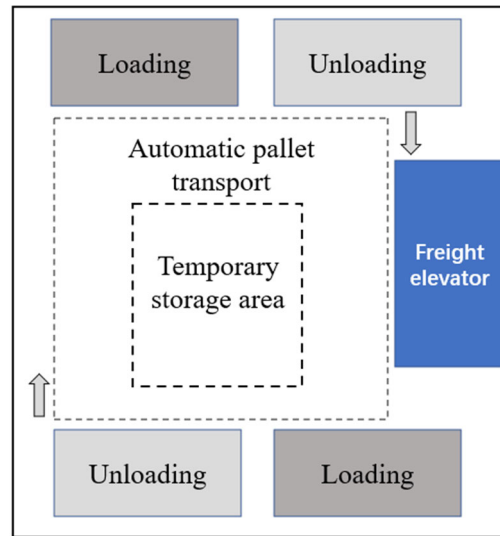 Loading
Unloading
Automatic pallet
transport
Freight
elevator
Temporary
storage area
Unloading
Loading